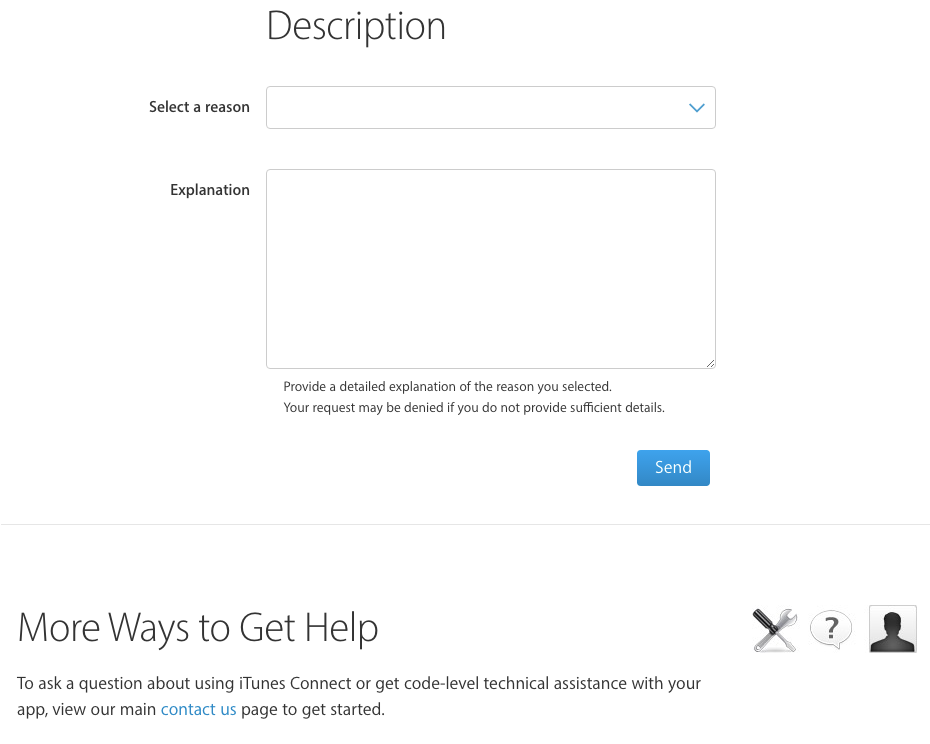 Description
Select a reason
Explanation
Provide a detailed explanation of the reason you selected.
Your request may be denied if you do not provide sufficient details.
Send
More Ways to Get Help
?
To ask a question about using iTunes Connect or get code-level technical assistance with your
app, view our main contact us page to get started.